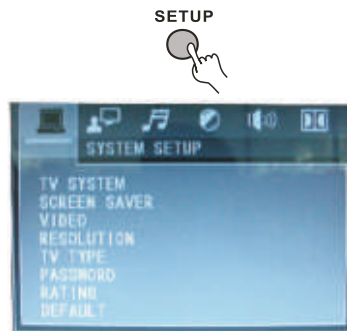 SETUP
SYSTEM SETUP
TV SYSTEM
SCREEN SAVER
VIDEO
RESOLUTION
TV TYPE
PASSWORD
RATING
DEFAULT